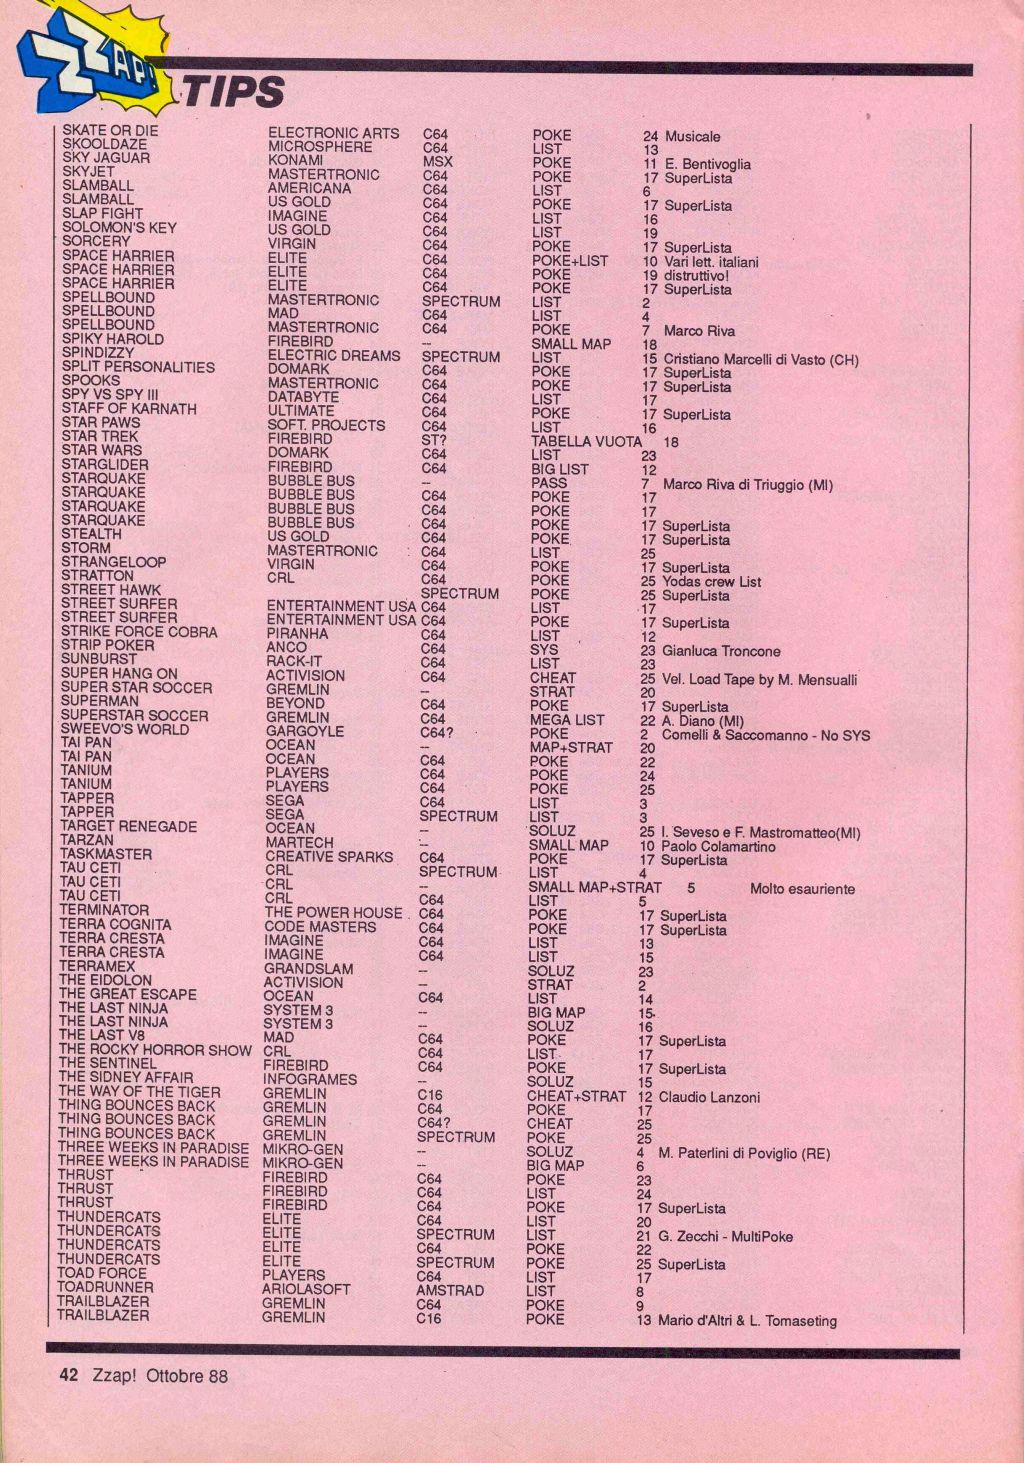 ZZAP!
TIPS
SKATE OR DIE ELECTRONIC ARTS C64 POKE 24 Musicale
SKOOLDAZE MICROSPHERE C64 LIST 13
SKY JAGUAR KONAMI MSX POKE 11 E. Bentivoglia
SKYJET MASTERTRONIC C64 POKE 17 SuperLista
SLAMBALL AMERICANA C64 LIST 6
SLAMBALL US GOLD C64 POKE 17 SuperLista
SLAP FIGHT IMAGINE C64 LIST 16
SOLOMON'S KEY US GOLD C64 LIST 19
SORCERY VIRGIN C64 POKE 17 SuperLista
SPACE HARRIER ELITE C64 POKE+LIST 10 Vari lett. italiani
SPACE HARRIER ELITE C64 POKE 19 distruttivo!
SPACE HARRIER ELITE C64 POKE 17 SuperLista
SPELLBOUND MASTERTRONIC SPECTRUM LIST 2
SPELLBOUND MAD C64 LIST 4
SPELLBOUND MASTERTRONIC C64 POKE 7 Marco Riva
SPIKY HAROLD FIREBIRD -- SMALL MAP 18
SPINDIZZY ELECTRIC DREAMS SPECTRUM LIST 15 Cristiano Marcelli di Vasto (CH)
SPLIT PERSONALITIES DOMARK C64 POKE 17 SuperLista
SPOOKS MASTERTRONIC C64 POKE 17 SuperLista
SPY VS SPY III DATABYTE C64 LIST 17
STAFF OF KARNATH ULTIMATE C64 POKE 17 SuperLista
STAR PAWS SOFT. PROJECTS C64 LIST 16
STAR TREK FIREBIRD ST? TABELLA VUOTA 18
STAR WARS DOMARK C64 LIST 23
STARGLIDER FIREBIRD C64 BIG LIST 12
STARQUAKE BUBBLE BUS -- PASS 7 Marco Riva di Triuggio (MI)
STARQUAKE BUBBLE BUS C64 POKE 17
STARQUAKE BUBBLE BUS C64 POKE 17
STARQUAKE BUBBLE BUS C64 POKE 17 SuperLista
STEALTH US GOLD C64 POKE 17 SuperLista
STORM MASTERTRONIC C64 LIST 25
STRANGELOOP VIRGIN C64 POKE 17 SuperLista
STRATTON CRL C64 POKE 25 Yodas crew List
STREET HAWK SPECTRUM POKE 25 SuperLista
STREET SURFER ENTERTAINMENT USA C64 LIST 17
STREET SURFER ENTERTAINMENT USA C64 POKE 17 SuperLista
STRIKE FORCE COBRA PIRANHA C64 LIST 12
STRIP POKER ANCO C64 SYS 23 Gianluca Troncone
SUNBURST RACK-IT C64 LIST 23
SUPER HANG ON ACTIVISION C64 CHEAT 25 Vel. Load Tape by M. Mensualli
SUPER STAR SOCCER GREMLIN -- STRAT 20
SUPERMAN BEYOND C64 POKE 17 SuperLista
SUPERSTAR SOCCER GREMLIN C64 MEGA LIST 22 A. Diano (MI)
SWEEVO'S WORLD GARGOYLE C64? POKE 2 Comelli & Saccomanno - No SYS
TAI PAN OCEAN -- MAP+STRAT 20
TAI PAN OCEAN C64 POKE 22
TANIUM PLAYERS C64 POKE 24
TANIUM PLAYERS C64 POKE 25
TAPPER SEGA C64 LIST 3
TAPPER SEGA SPECTRUM LIST 3
TARGET RENEGADE OCEAN -- SOLUZ 25 I. Seveso e F. Mastromatteo(MI)
TARZAN MARTECH -- SMALL MAP 10 Paolo Colamartino
TASKMASTER CREATIVE SPARKS C64 POKE 17 SuperLista
TAU CETI CRL SPECTRUM LIST 4
TAU CETI CRL -- SMALL MAP+STRAT 5 Molto esauriente
TAU CETI CRL C64 LIST 5
TERMINATOR THE POWER HOUSE C64 POKE 17 SuperLista
TERRA COGNITA CODE MASTERS C64 POKE 17 SuperLista
TERRA CRESTA IMAGINE C64 LIST 13
TERRA CRESTA IMAGINE C64 LIST 15
TERRAMEX GRANDSLAM -- SOLUZ 23
THE EIDOLON ACTIVISION -- STRAT 2
THE GREAT ESCAPE OCEAN C64 LIST 14
THE LAST NINJA SYSTEM 3 -- BIG MAP 15
THE LAST NINJA SYSTEM 3 -- SOLUZ 16
THE LAST V8 MAD C64 POKE 17 SuperLista
THE ROCKY HORROR SHOW CRL C64 LIST 17
THE SENTINEL FIREBIRD C64 POKE 17 SuperLista
THE SIDNEY AFFAIR INFOGRAMES -- SOLUZ 15
THE WAY OF THE TIGER GREMLIN C16 CHEAT+STRAT 12 Claudio Lanzoni
THING BOUNCES BACK GREMLIN C64 POKE 17
THING BOUNCES BACK GREMLIN C64? CHEAT 25
THING BOUNCES BACK GREMLIN SPECTRUM POKE 25
THREE WEEKS IN PARADISE MIKRO-GEN -- SOLUZ 4 M. Paterlini di Poviglio (RE)
THREE WEEKS IN PARADISE MIKRO-GEN -- BIG MAP 6
THRUST FIREBIRD C64 POKE 23
THRUST FIREBIRD C64 LIST 24
THRUST FIREBIRD C64 POKE 17 SuperLista
THUNDERCATS ELITE C64 LIST 20
THUNDERCATS ELITE SPECTRUM LIST 21 G. Zecchi - MultiPoke
THUNDERCATS ELITE C64 POKE 22
THUNDERCATS ELITE SPECTRUM POKE 25 SuperLista
TOAD FORCE PLAYERS C64 LIST 17
TOADRUNNER ARIOLASOFT AMSTRAD LIST 8
TRAILBLAZER GREMLIN C64 POKE 9
TRAILBLAZER GREMLIN C16 POKE 13 Mario d'Altri & L. Tomaseting
42 Zzap! Ottobre 88